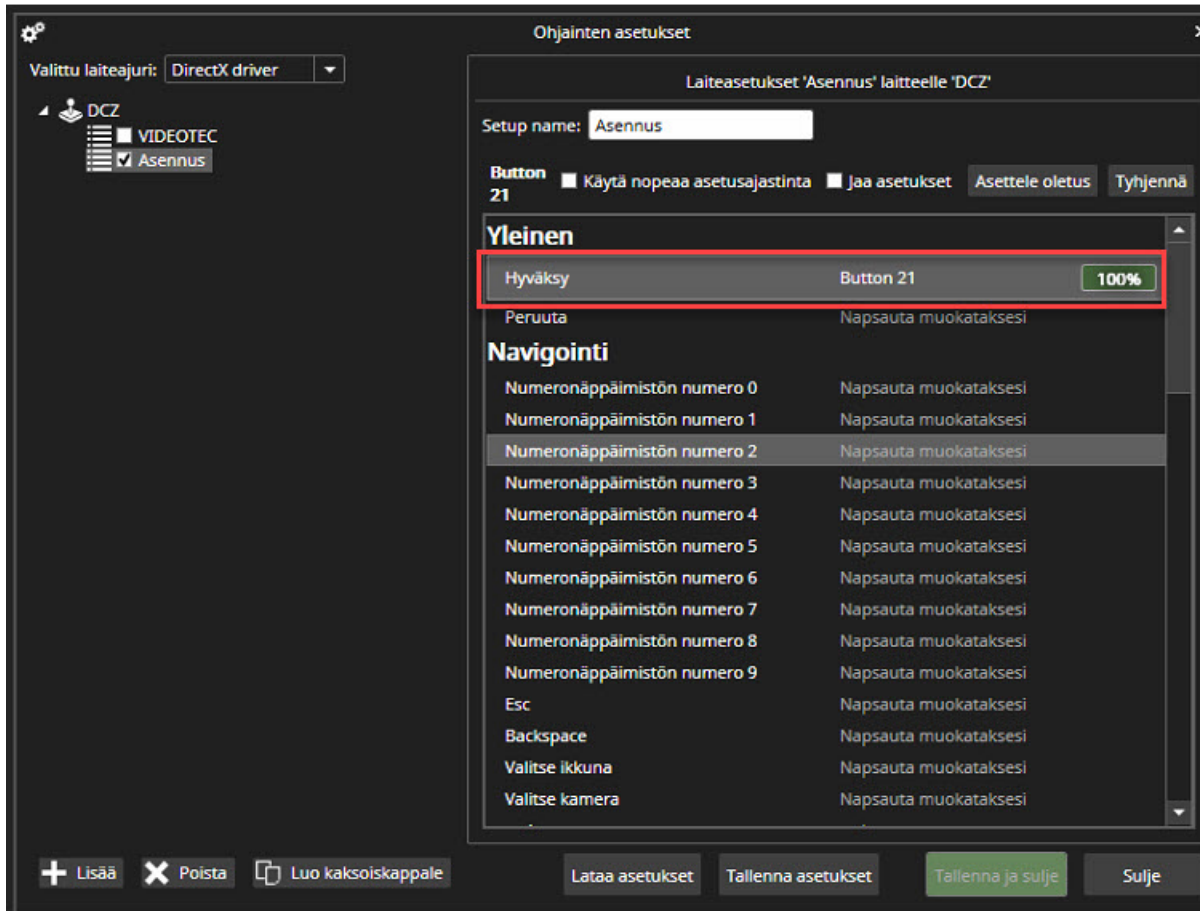 Ohjainten asetukset
Valittu laiteajuri: DirectX driver
DCZ
VIDEOTEC
Asennus
Laiteasetukset 'Asennus' laitteelle 'DCZ'
Setup name: Asennus
Button 21
Käytä nopeaa asetusajastinta
Jaa asetukset
Asettele oletus
Tyhjennä
Yleinen
Hyväksy Button 21 100%
Peruuta Napsauta muokataksesi
Navigointi
Numeronäppäimistön numero 0 Napsauta muokataksesi
Numeronäppäimistön numero 1 Napsauta muokataksesi
Numeronäppäimistön numero 2 Napsauta muokataksesi
Numeronäppäimistön numero 3 Napsauta muokataksesi
Numeronäppäimistön numero 4 Napsauta muokataksesi
Numeronäppäimistön numero 5 Napsauta muokataksesi
Numeronäppäimistön numero 6 Napsauta muokataksesi
Numeronäppäimistön numero 7 Napsauta muokataksesi
Numeronäppäimistön numero 8 Napsauta muokataksesi
Numeronäppäimistön numero 9 Napsauta muokataksesi
Esc Napsauta muokataksesi
Backspace Napsauta muokataksesi
Valitse ikkuna Napsauta muokataksesi
Valitse kamera Napsauta muokataksesi
Lisää
Poista
Luo kaksoiskappale
Lataa asetukset
Tallenna asetukset
Tallenna ja sulje
Sulje